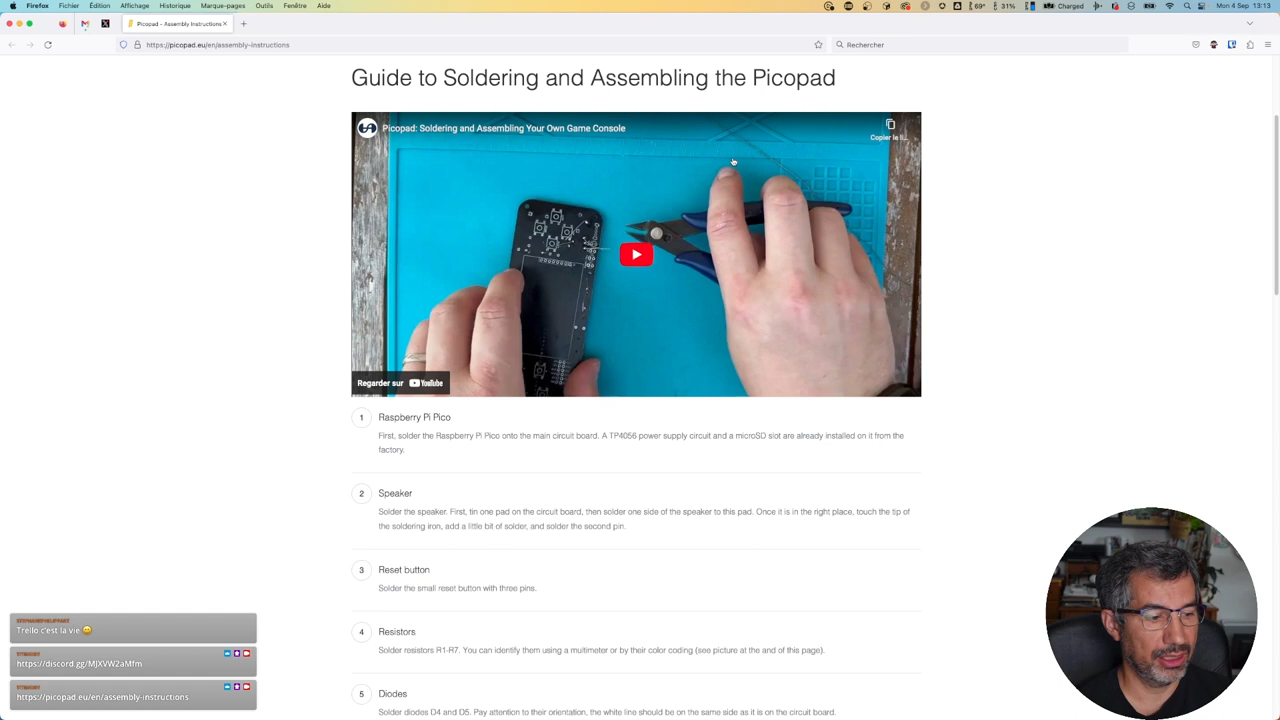 Firefox Fichier Édition Affichage Historique Marque-pages Outils Fenêtre Aide
69° 31% Charged Mon 4 Sep 13:13
Picopad - Assembly Instructions
https://picopad.eu/en/assembly-instructions
Rechercher
Guide to Soldering and Assembling the Picopad
Picopad: Soldering and Assembling Your Own Game Console
Copier le li...
Regarder sur YouTube
1 Raspberry Pi Pico
First, solder the Raspberry Pi Pico onto the main circuit board. A TP4056 power supply circuit and a microSD slot are already installed on it from the
factory.
2 Speaker
Solder the speaker. First, tin one pad on the circuit board, then solder one side of the speaker to this pad. Once it is in the right place, touch the tip of
the soldering iron, add a little bit of solder, and solder the second pin.
3 Reset button
Solder the small reset button with three pins.
4 Resistors
Solder resistors R1-R7. You can identify them using a multimeter or by their color coding (see picture at the and of this page).
5 Diodes
Solder diodes D4 and D5. Pay attention to their orientation, the white line should be on the same side as it is on the circuit board.
Trello c'est la vie 😄
https://discord.gg/MjXVW2aMfm
https://picopad.eu/en/assembly-instructions